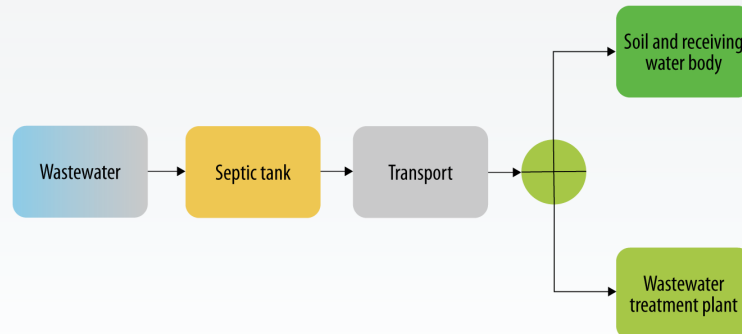 Soil and receiving
water body
Wastewater
Septic tank
Transport
Wastewater
treatment plant